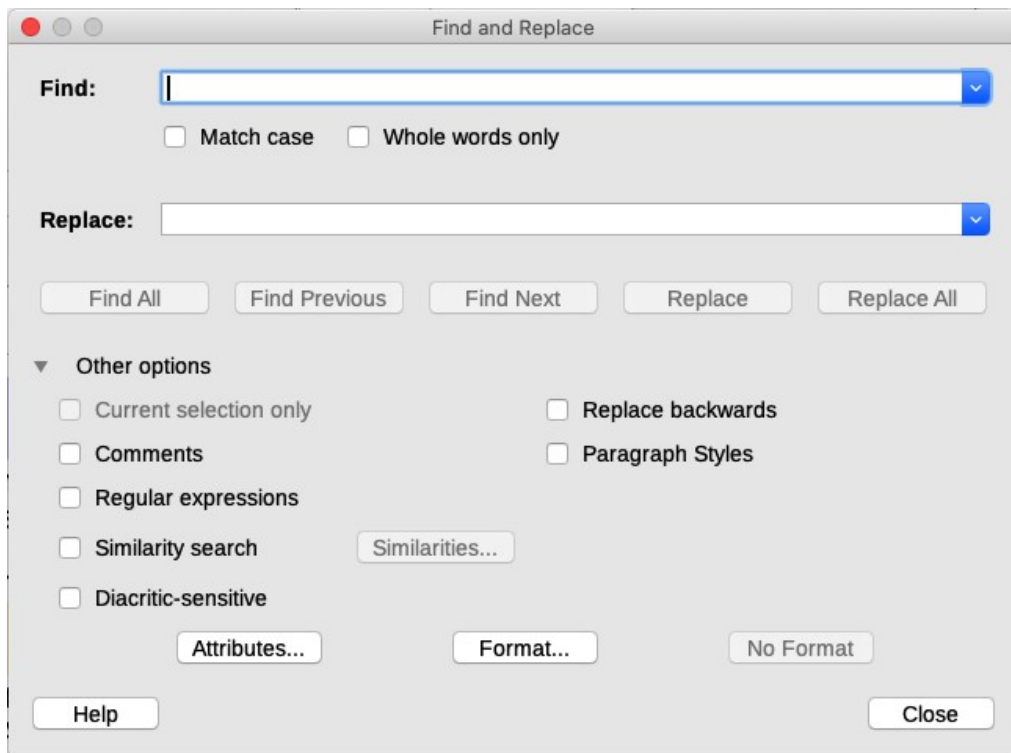 Find and Replace
Find:
Match case Whole words only
Replace:
Find All Find Previous Find Next Replace Replace All
Other options
Current selection only Replace backwards
Comments Paragraph Styles
Regular expressions
Similarity search Similarities...
Diacritic-sensitive
Attributes... Format... No Format
Help Close